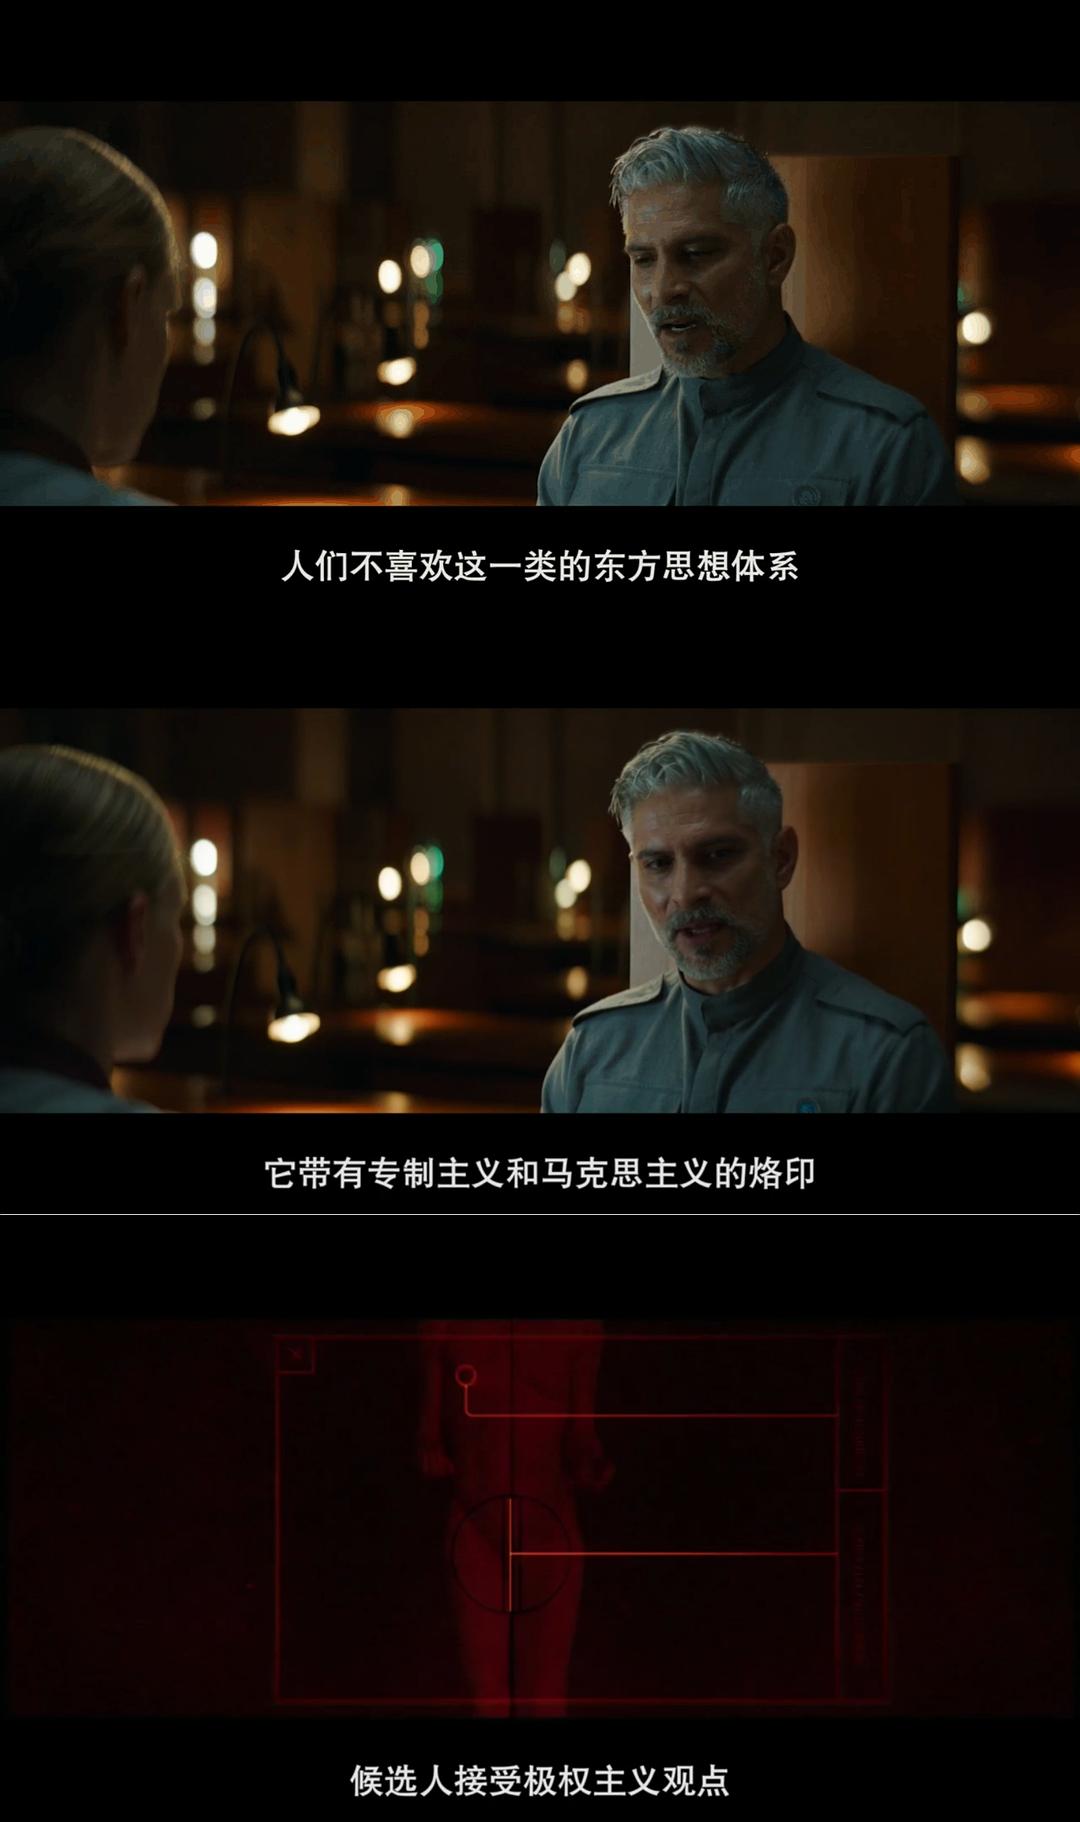 人们不喜欢这一类的东方思想体系
它带有专制主义和马克思主义的烙印
候选人接受极权主义观点